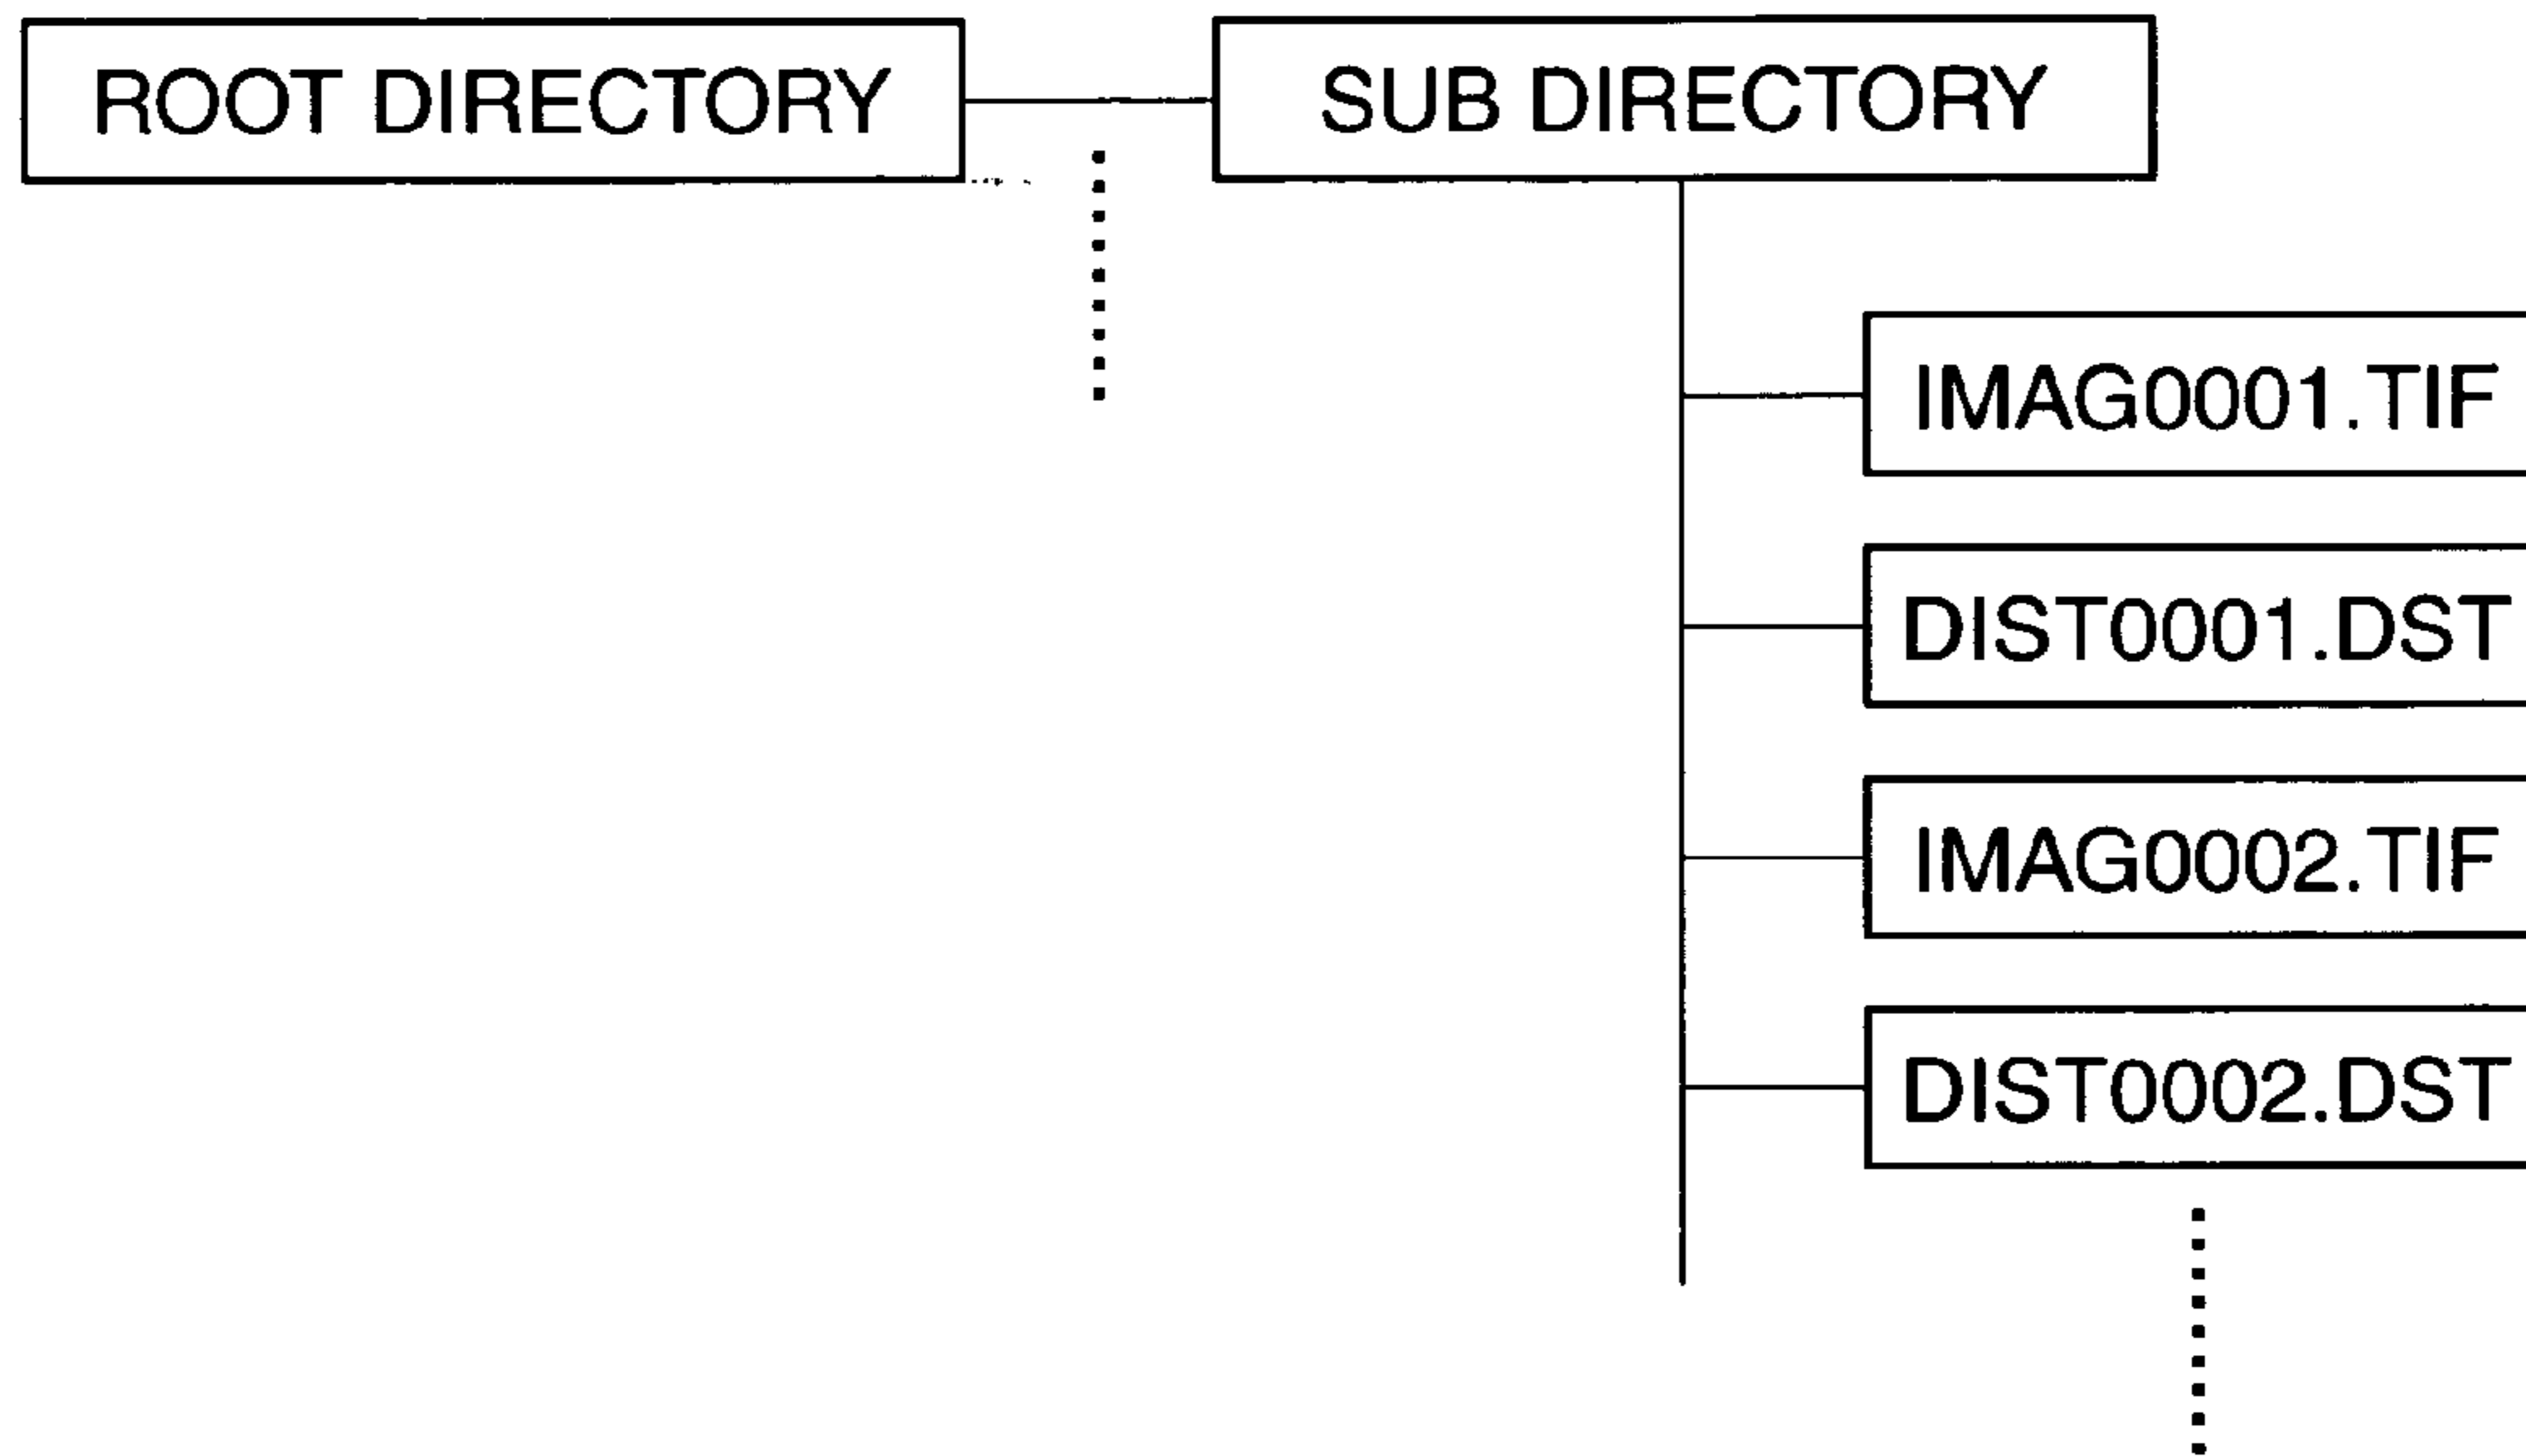 ROOT DIRECTORY
SUB DIRECTORY
IMAG0001.TIF
DIST0001.DST
IMAG0002.TIF
DIST0002.DST